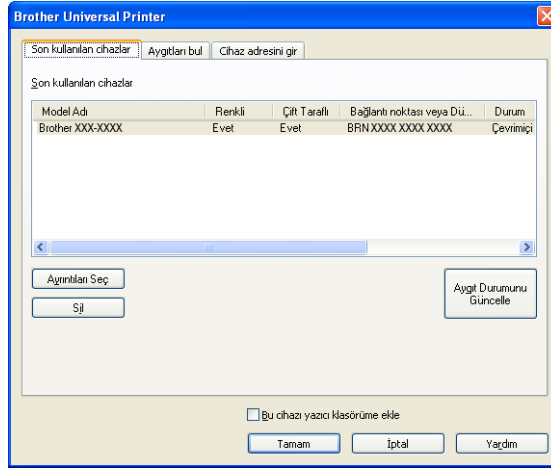 Brother Universal Printer
Son kullanılan cihazlar Aygıtları bul Cihaz adresini gir
Son kullanılan cihazlar
Model Adı Renkli Çift Taraflı Bağlantı noktası veya Dü... Durum
Brother XXX-XXXX Evet Evet BRN XXXX XXXX XXXX Çevrimiçi
Ayrıntıları Seç
Sil
Aygıt Durumunu
Güncelle
Bu cihazı yazıcı klasörüme ekle
Tamam İptal Yardım